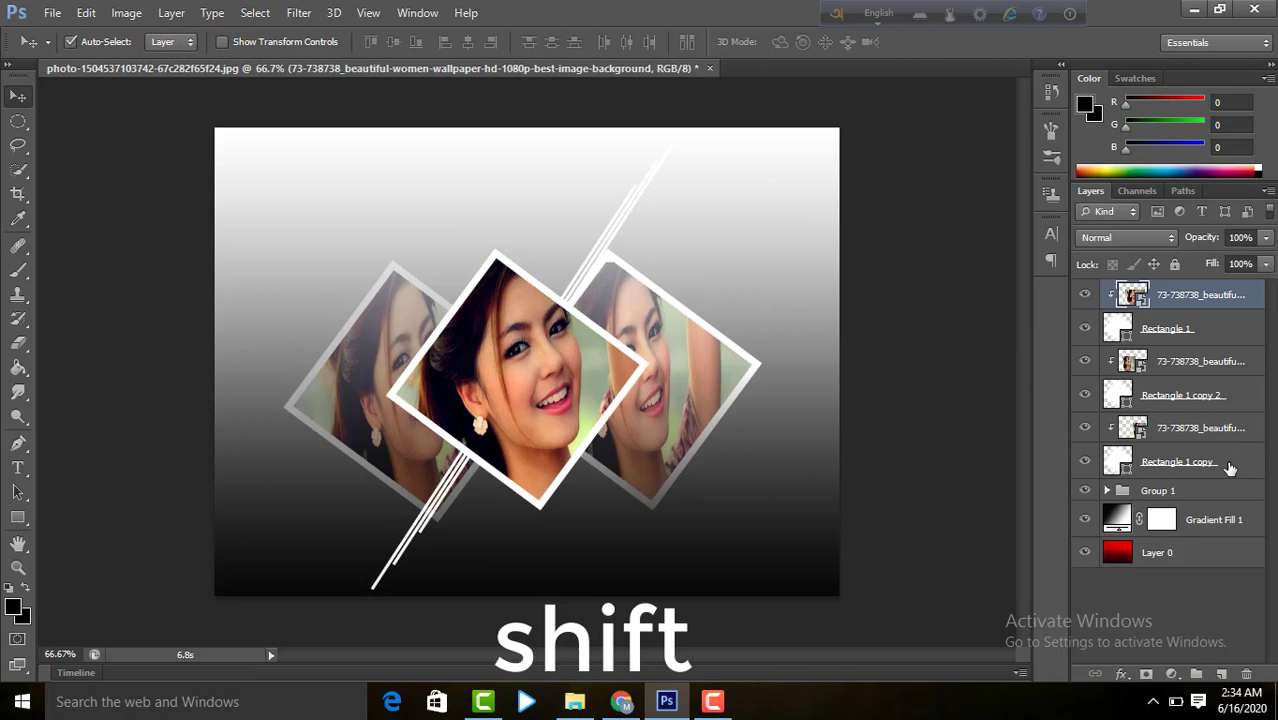 Ps File Edit Image Layer Type Select Filter 3D View Window Help
English
Auto-Select: Layer Show Transform Controls 3D Mode: Essentials
photo-1504537103742-67c282f65f24.jpg @ 66.7% (73-738738_beautiful-women-wallpaper-hd-1080p-best-image-background, RGB/8) *
Color Swatches
R 0
G 0
B 0
Layers Channels Paths
Kind
Normal Opacity: 100%
Lock: Fill: 100%
73-738738_beautifu...
Rectangle 1
73-738738_beautifu...
Rectangle 1 copy 2
73-738738_beautifu...
Rectangle 1 copy
Group 1
Gradient Fill 1
Layer 0
Activate Windows
Go to Settings to activate Windows.
shift
66.67% 6.8s
Timeline
Search the web and Windows
2:34 AM
6/16/2020